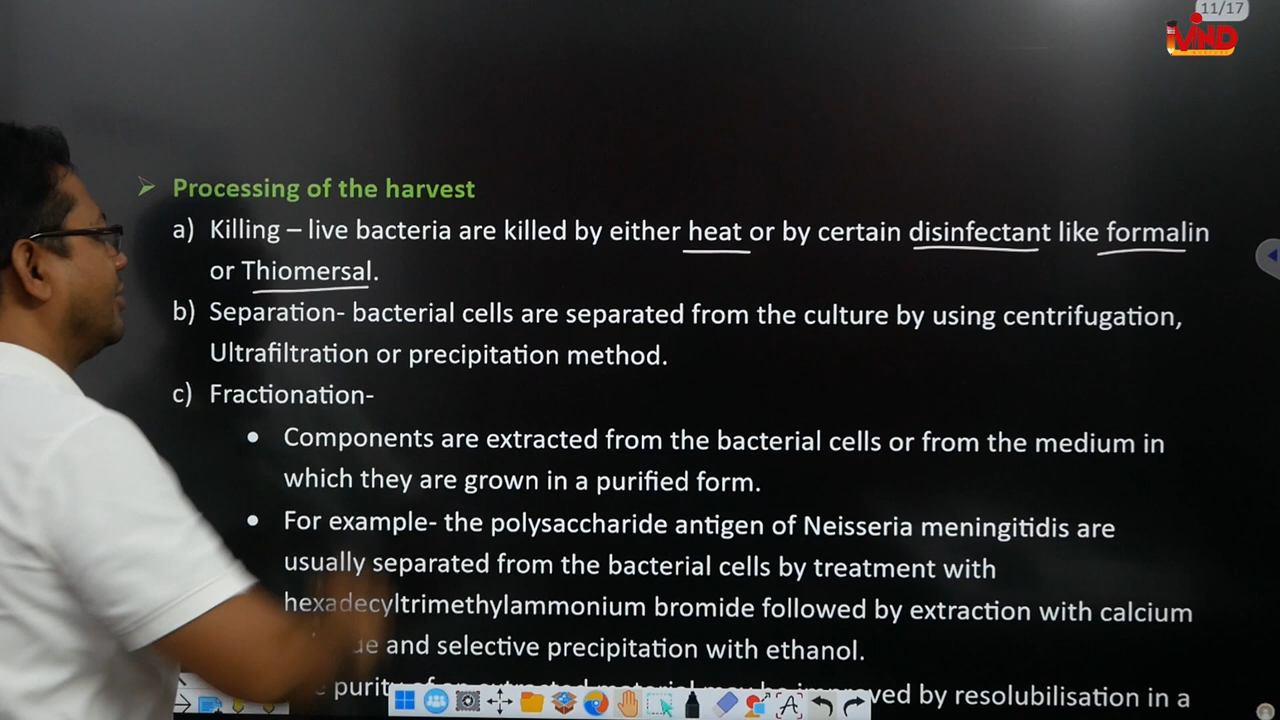 11/17
MIND
Processing of the harvest
a) Killing – live bacteria are killed by either heat or by certain disinfectant like formalin
or Thiomersal.
b) Separation- bacterial cells are separated from the culture by using centrifugation,
Ultrafiltration or precipitation method.
c) Fractionation-
Components are extracted from the bacterial cells or from the medium in
which they are grown in a purified form.
For example- the polysaccharide antigen of Neisseria meningitidis are
usually separated from the bacterial cells by treatment with
hexadecyltrimethylammonium bromide followed by extraction with calcium
and selective precipitation with ethanol.
by resolubilisation in a